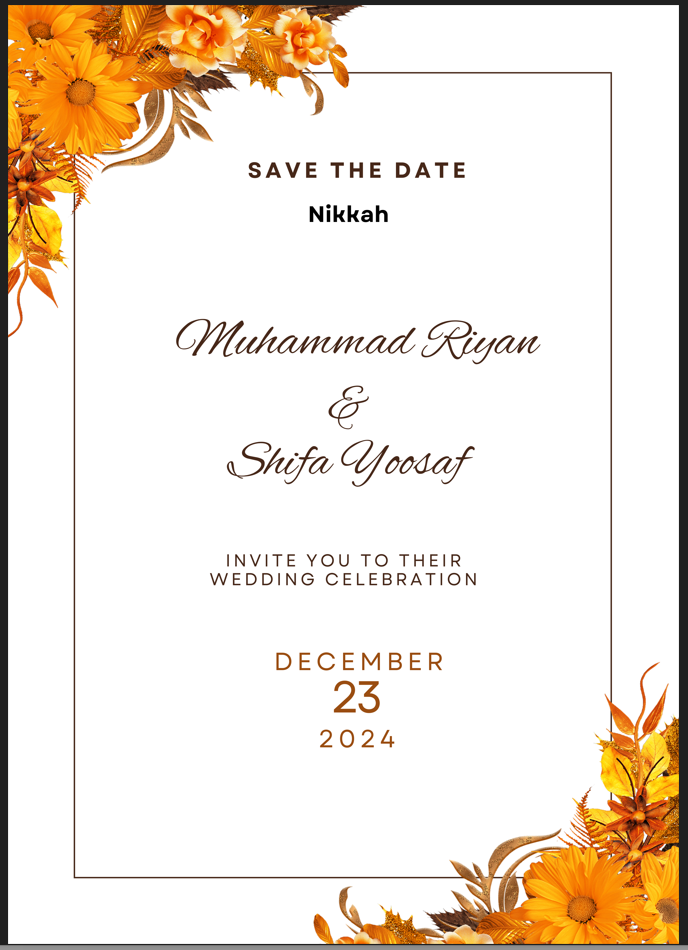 SAVE THE DATE
Nikkah
Muhammad Riyan
&
Shifa Yoosaf
INVITE YOU TO THEIR
WEDDING CELEBRATION
DECEMBER
23
2024